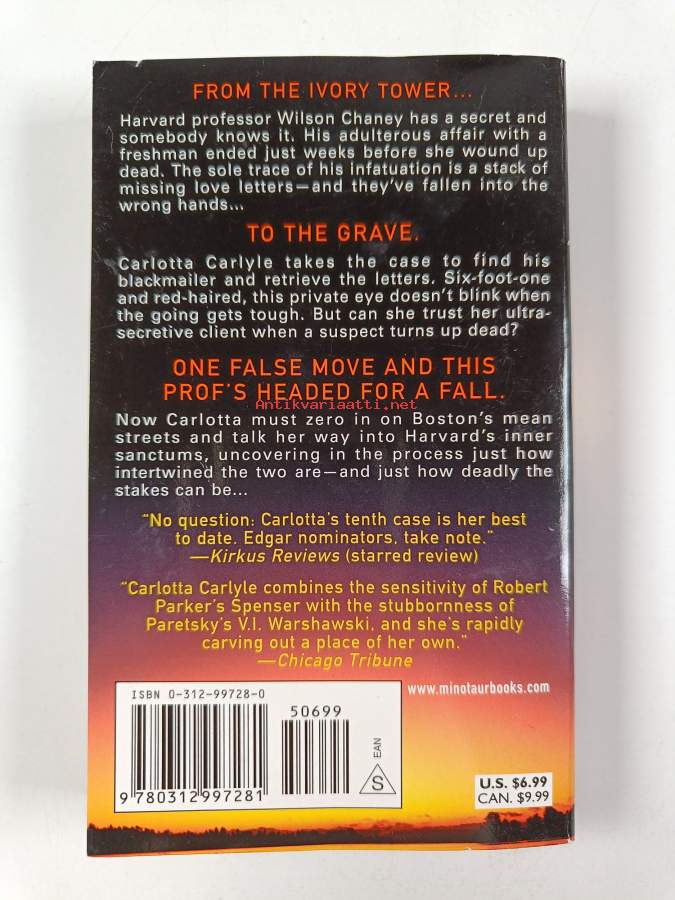 FROM THE IVORY TOWER...
Harvard professor Wilson Chaney has a secret and
somebody knows it. His adulterous affair with a
freshman ended just weeks before she wound up
dead. The sole trace of his infatuation is a stack of
missing love letters—and they've fallen into the
wrong hands...
TO THE GRAVE.
Carlotta Carlyle takes the case to find his
blackmailer and retrieve the letters. Six-foot-one
and red-haired, this private eye doesn't blink when
the going gets tough. But can she trust her ultra-
secretive client when a suspect turns up dead?
ONE FALSE MOVE AND THIS
PROF'S HEADED FOR A FALL.
Antikvariaatti.net
Now Carlotta must zero in on Boston's mean
streets and talk her way into Harvard's inner
sanctums, uncovering in the process just how
intertwined the two are—and just how deadly the
stakes can be...
"No question: Carlotta's tenth case is her best
to date. Edgar nominators, take note."
—Kirkus Reviews (starred review)
"Carlotta Carlyle combines the sensitivity of Robert
Parker's Spenser with the stubbornness of
Paretsky's V.I. Warshawski, and she's rapidly
carving out a place of her own."
—Chicago Tribune
www.minotaurbooks.com
ISBN 0-312-99728-0
50699
EAN
S
9 780312 997281
U.S. $6.99
CAN. $9.99